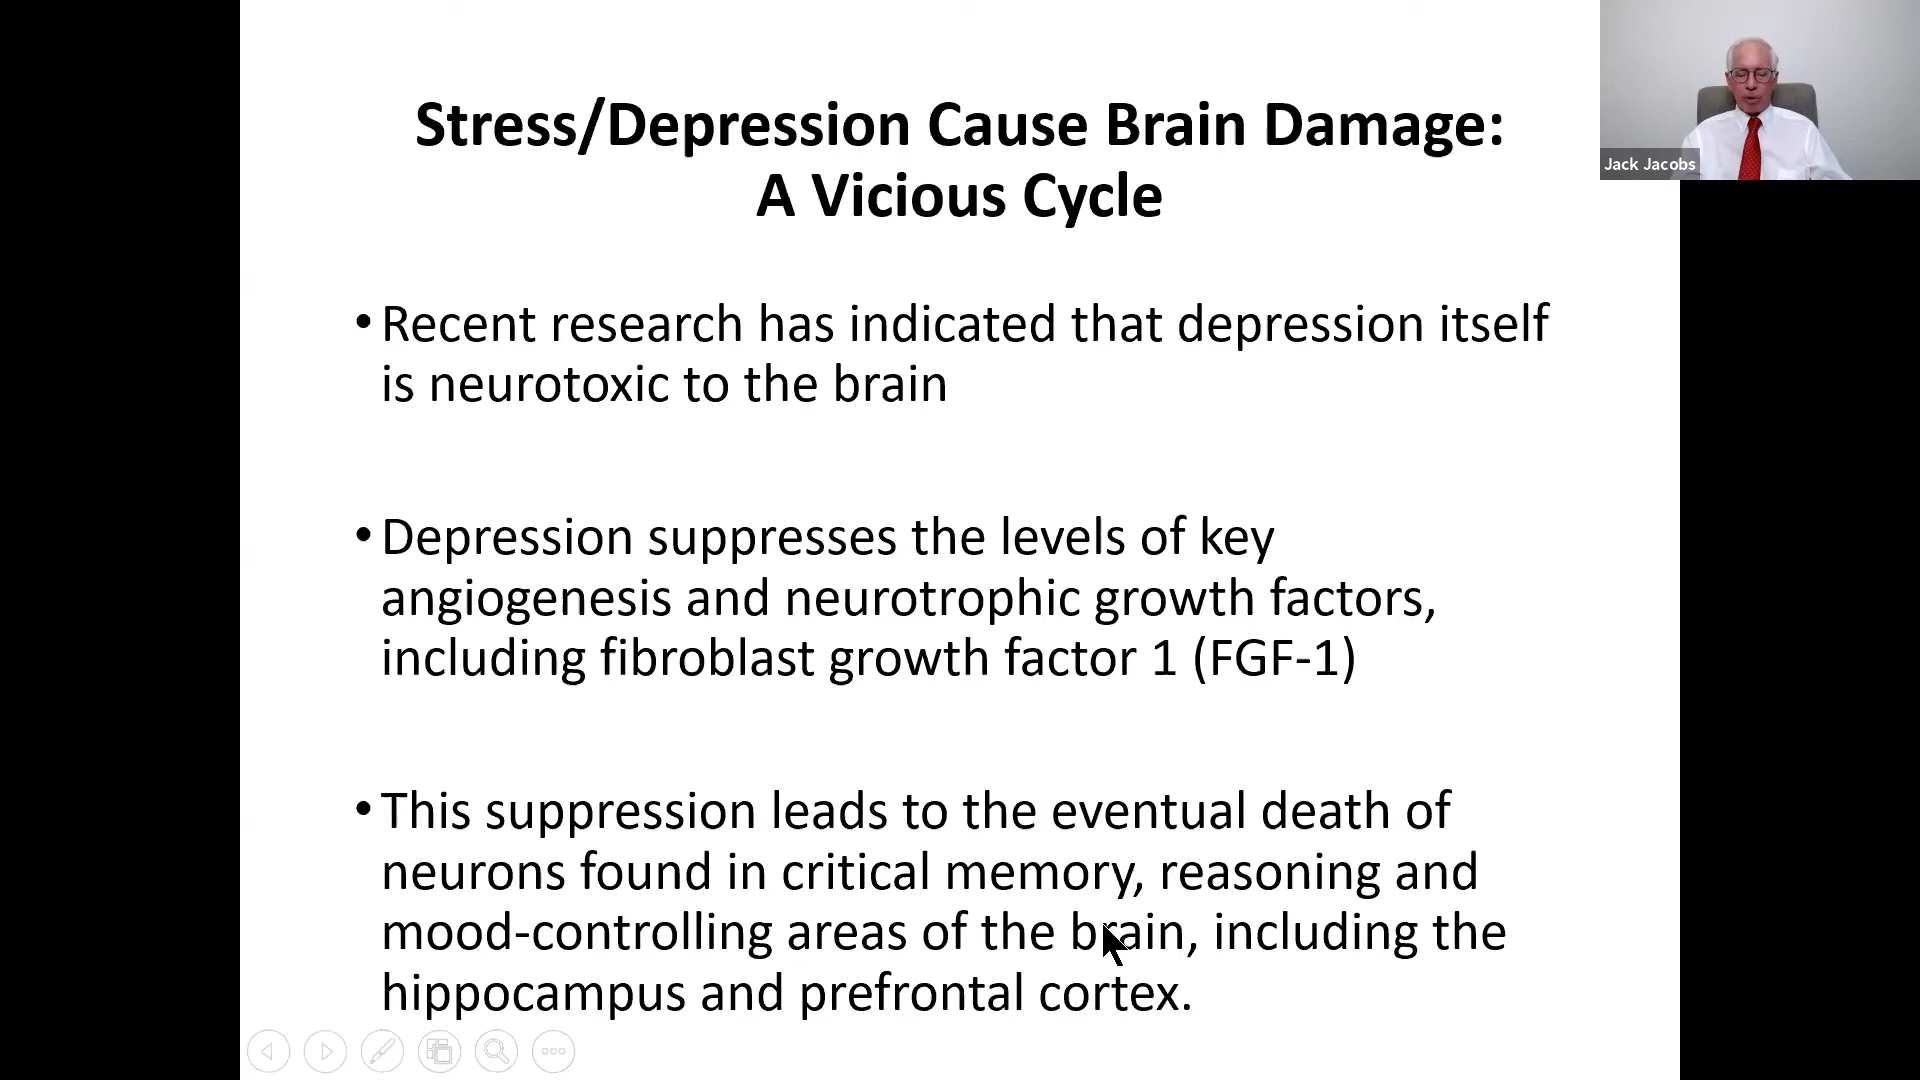 Stress/Depression Cause Brain Damage:
A Vicious Cycle
Jack Jacobs
•Recent research has indicated that depression itself
is neurotoxic to the brain
•Depression suppresses the levels of key
angiogenesis and neurotrophic growth factors,
including fibroblast growth factor 1 (FGF-1)
•This suppression leads to the eventual death of
neurons found in critical memory, reasoning and
mood-controlling areas of the brain, including the
hippocampus and prefrontal cortex.